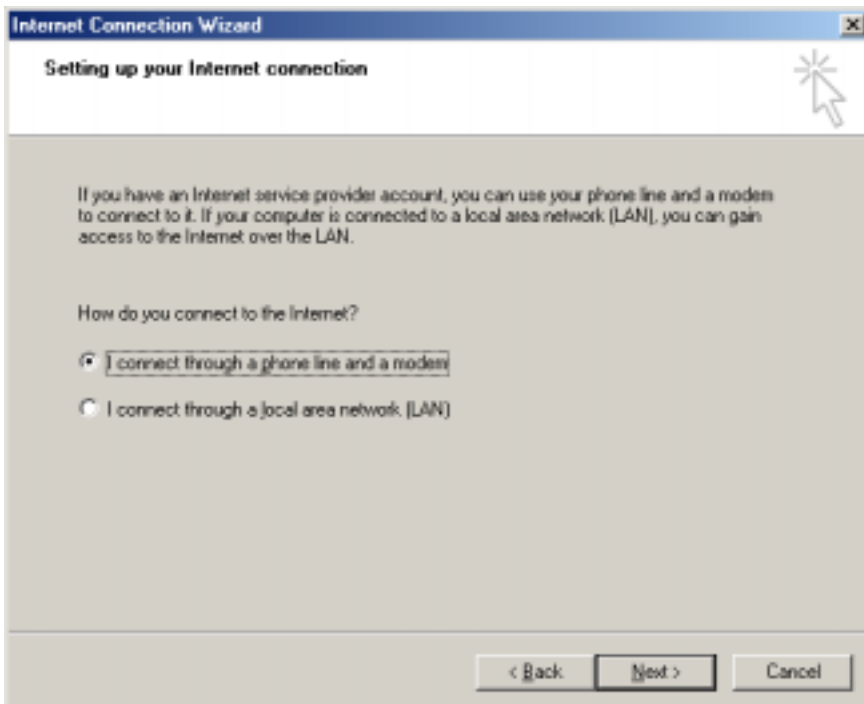 Internet Connection Wizard
Setting up your Internet connection
If you have an Internet service provider account, you can use your phone line and a modem
to connect to it. If your computer is connected to a local area network (LAN), you can gain
access to the Internet over the LAN.
How do you connect to the Internet?
I connect through a phone line and a modem
I connect through a local area network (LAN)
< Back Next > Cancel